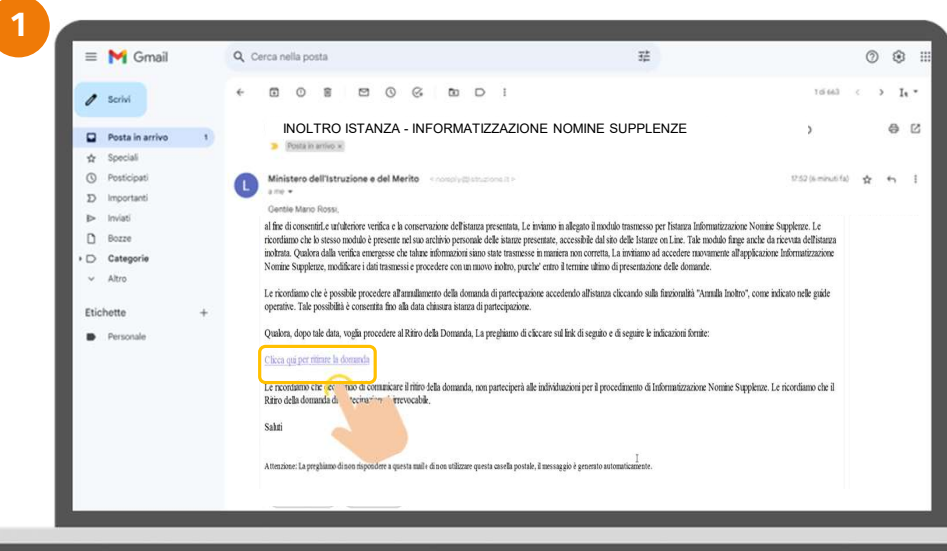 1
Gmail
Cerca nella posta
Scrivi
1 di 663
Posta in arrivo 1
Speciali
Posticipati
Importanti
Inviati
Bozze
Categorie
Altro
Etichette
Personale
INOLTRO ISTANZA - INFORMATIZZAZIONE NOMINE SUPPLENZE
Posta in arrivo x
L
Ministero dell'Istruzione e del Merito <noreply@istruzione.it>
17:52 (6 minuti fa)
a me
Gentile Mario Rossi,
al fine di consentirLe un'ulteriore verifica e la conservazione dell'istanza presentata, Le inviamo in allegato il modulo trasmesso per l'istanza Informatizzazione Nomine Supplenze. Le
ricordiamo che lo stesso modulo è presente nel suo archivio personale delle istanze presentate, accessibile dal sito delle Istanze on Line. Tale modulo funge anche da ricevuta dell'istanza
inoltrata. Qualora dalla verifica emergesse che talune informazioni siano state trasmesse in maniera non corretta, La invitiamo ad accedere nuovamente all'applicazione Informatizzazione
Nomine Supplenze, modificare i dati trasmessi e procedere con un nuovo inoltro, purche' entro il termine ultimo di presentazione delle domande.
Le ricordiamo che è possibile procedere all'annullamento della domanda di partecipazione accedendo all'istanza cliccando sulla funzionalità "Annulla Inoltro", come indicato nelle guide
operative. Tale possibilità è consentita fino alla data chiusura istanza di partecipazione.
Qualora, dopo tale data, voglia procedere al Ritiro della Domanda, La preghiamo di cliccare sul link di seguito e di seguire le indicazioni fornite:
Clicca qui per ritirare la domanda
Le ricordiamo che di comunicare il ritiro della domanda, non parteciperà alle individuazioni per il procedimento di Informatizzazione Nomine Supplenze. Le ricordiamo che il
Ritiro della domanda irrevocabile.
Saluti
Attenzione: La preghiamo di non rispondere a questa mail e di non utilizzare questa casella postale, il messaggio è generato automaticamente.